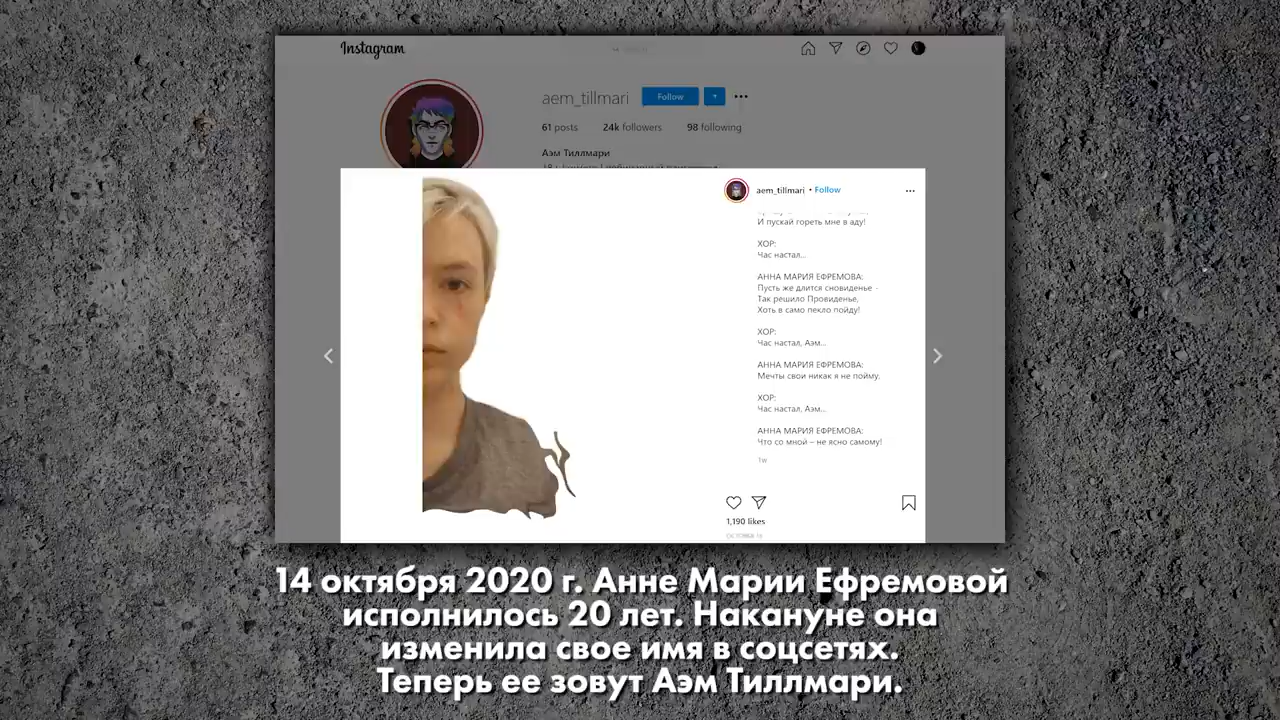 Instagram
aem_tillmari
Follow
61 posts 24k followers 98 following
Аэм Тиллмари
aem_tillmari • Follow
И пускай гореть мне в аду!
ХОР:
Час настал...
АННА МАРИЯ ЕФРЕМОВА:
Пусть же длится сновиденье -
Так решило Провиденье,
Хоть в само пекло пойду!
ХОР:
Час настал, Аэм...
АННА МАРИЯ ЕФРЕМОВА:
Мечты свои никак я не пойму,
ХОР:
Час настал, Аэм...
АННА МАРИЯ ЕФРЕМОВА:
Что со мной – не ясно самому!
1w
1,190 likes
14 октября 2020 г. Анне Марии Ефремовой
исполнилось 20 лет. Накануне она
изменила свое имя в соцсетях.
Теперь ее зовут Аэм Тиллмари.